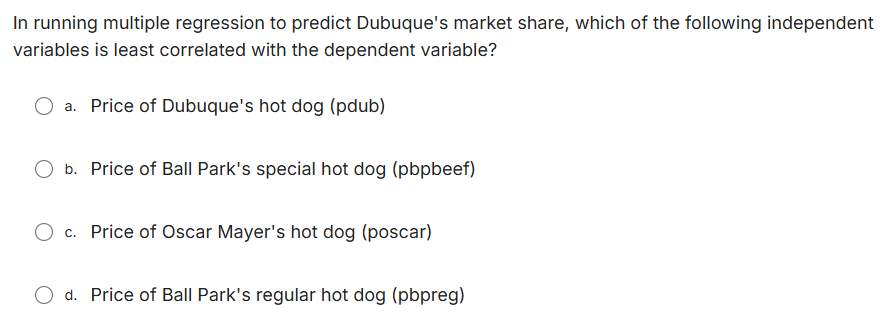 In running multiple regression to predict Dubuque's market share, which of the following independent
variables is least correlated with the dependent variable?
a. Price of Dubuque's hot dog (pdub)
b. Price of Ball Park's special hot dog (pbpbeef)
c. Price of Oscar Mayer's hot dog (poscar)
d. Price of Ball Park's regular hot dog (pbpreg)